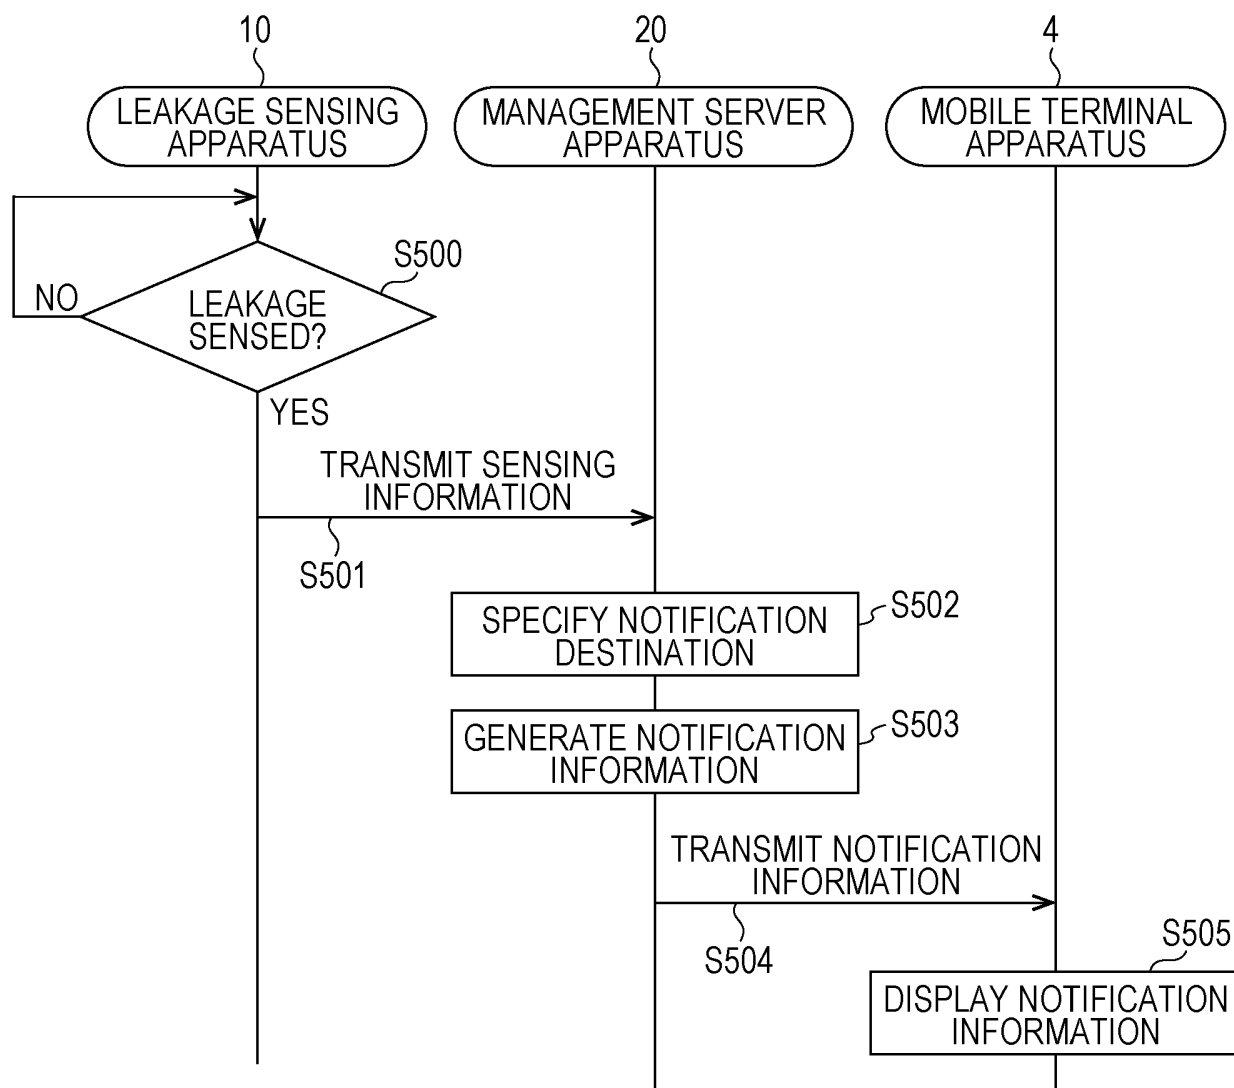 10
20
4
LEAKAGE SENSING
APPARATUS
MANAGEMENT SERVER
APPARATUS
MOBILE TERMINAL
APPARATUS
S500
NO
LEAKAGE
SENSED?
YES
TRANSMIT SENSING
INFORMATION
S501
SPECIFY NOTIFICATION
DESTINATION
S502
GENERATE NOTIFICATION
INFORMATION
S503
TRANSMIT NOTIFICATION
INFORMATION
S504
S505
DISPLAY NOTIFICATION
INFORMATION